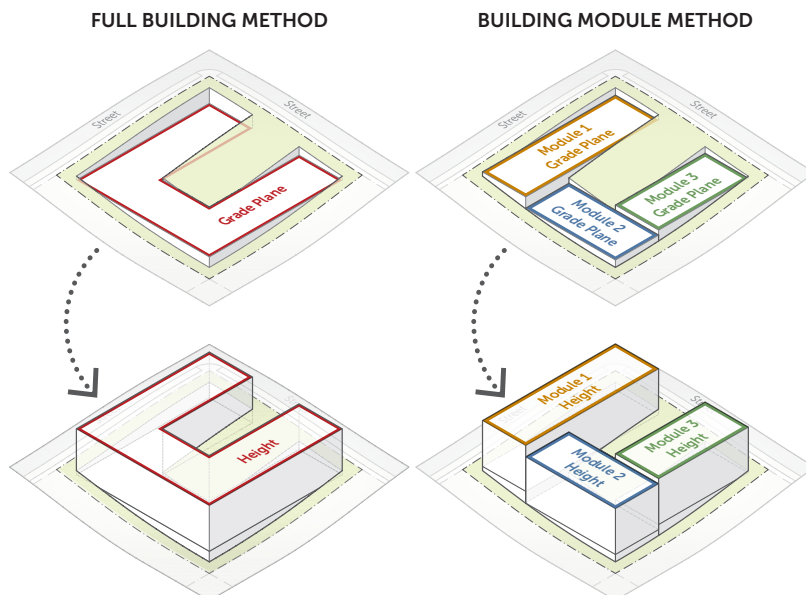 FULL BUILDING METHOD
BUILDING MODULE METHOD
Street
Street
Grade Plane
Street
Street
Module 1
Grade Plane
Module 2
Grade Plane
Module 3
Grade Plane
Height
Module 1
Height
Module 2
Height
Module 3
Height